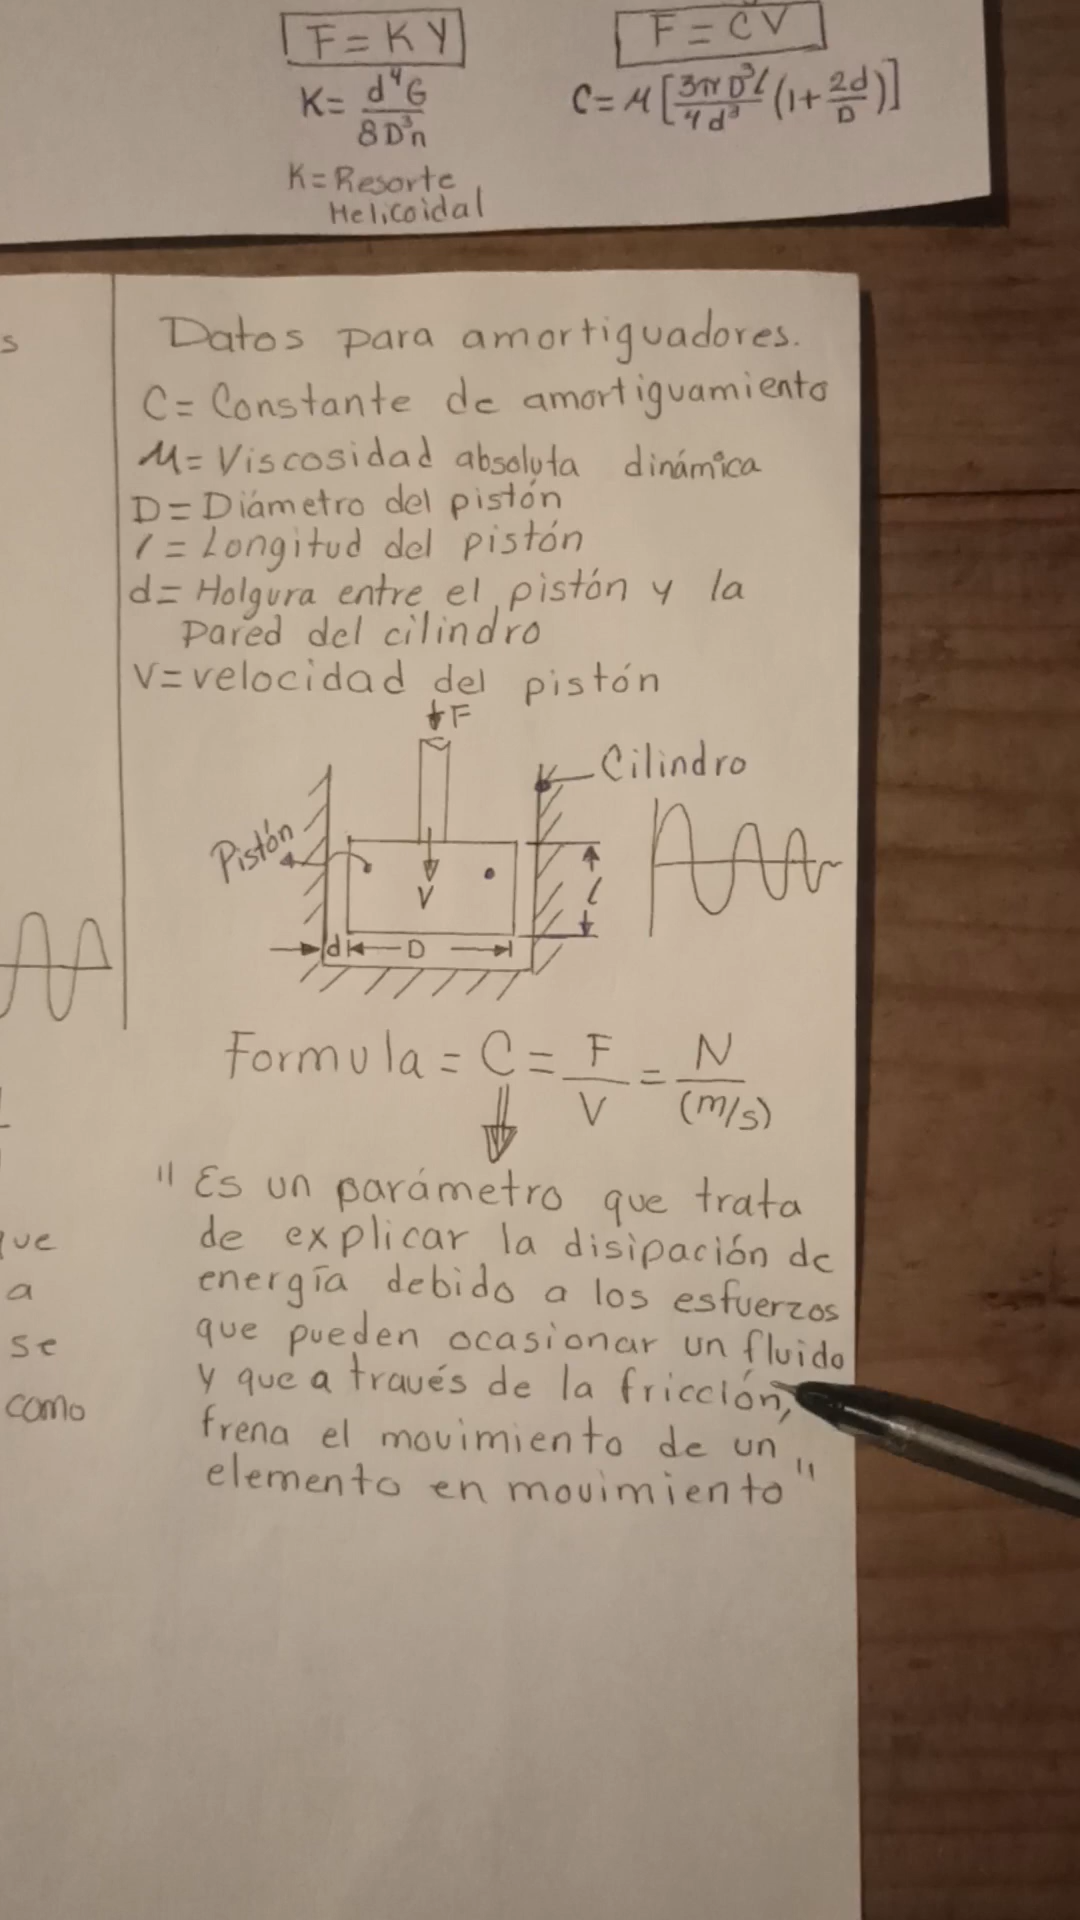 F = K Y
K = d⁴G / 8D³n
K = Resorte
Helicoidal
F = C V
C = μ [3πD³l / 4d³ (1 + 2d/D)]
s
Datos para amortiguadores.
C = Constante de amortiguamiento
μ = Viscosidad absoluta dinámica
D = Diámetro del pistón
l = Longitud del pistón
d = Holgura entre el pistón y la
Pared del cilindro
V = velocidad del pistón
F
Cilindro
Pistón
V
l
d D
Formula = C = F / V = N / (m/s)
" Es un parámetro que trata
de explicar la disipación de
energía debido a los esfuerzos
que pueden ocasionar un fluido
y que a través de la fricción,
frena el movimiento de un
elemento en movimiento "
a
se
como